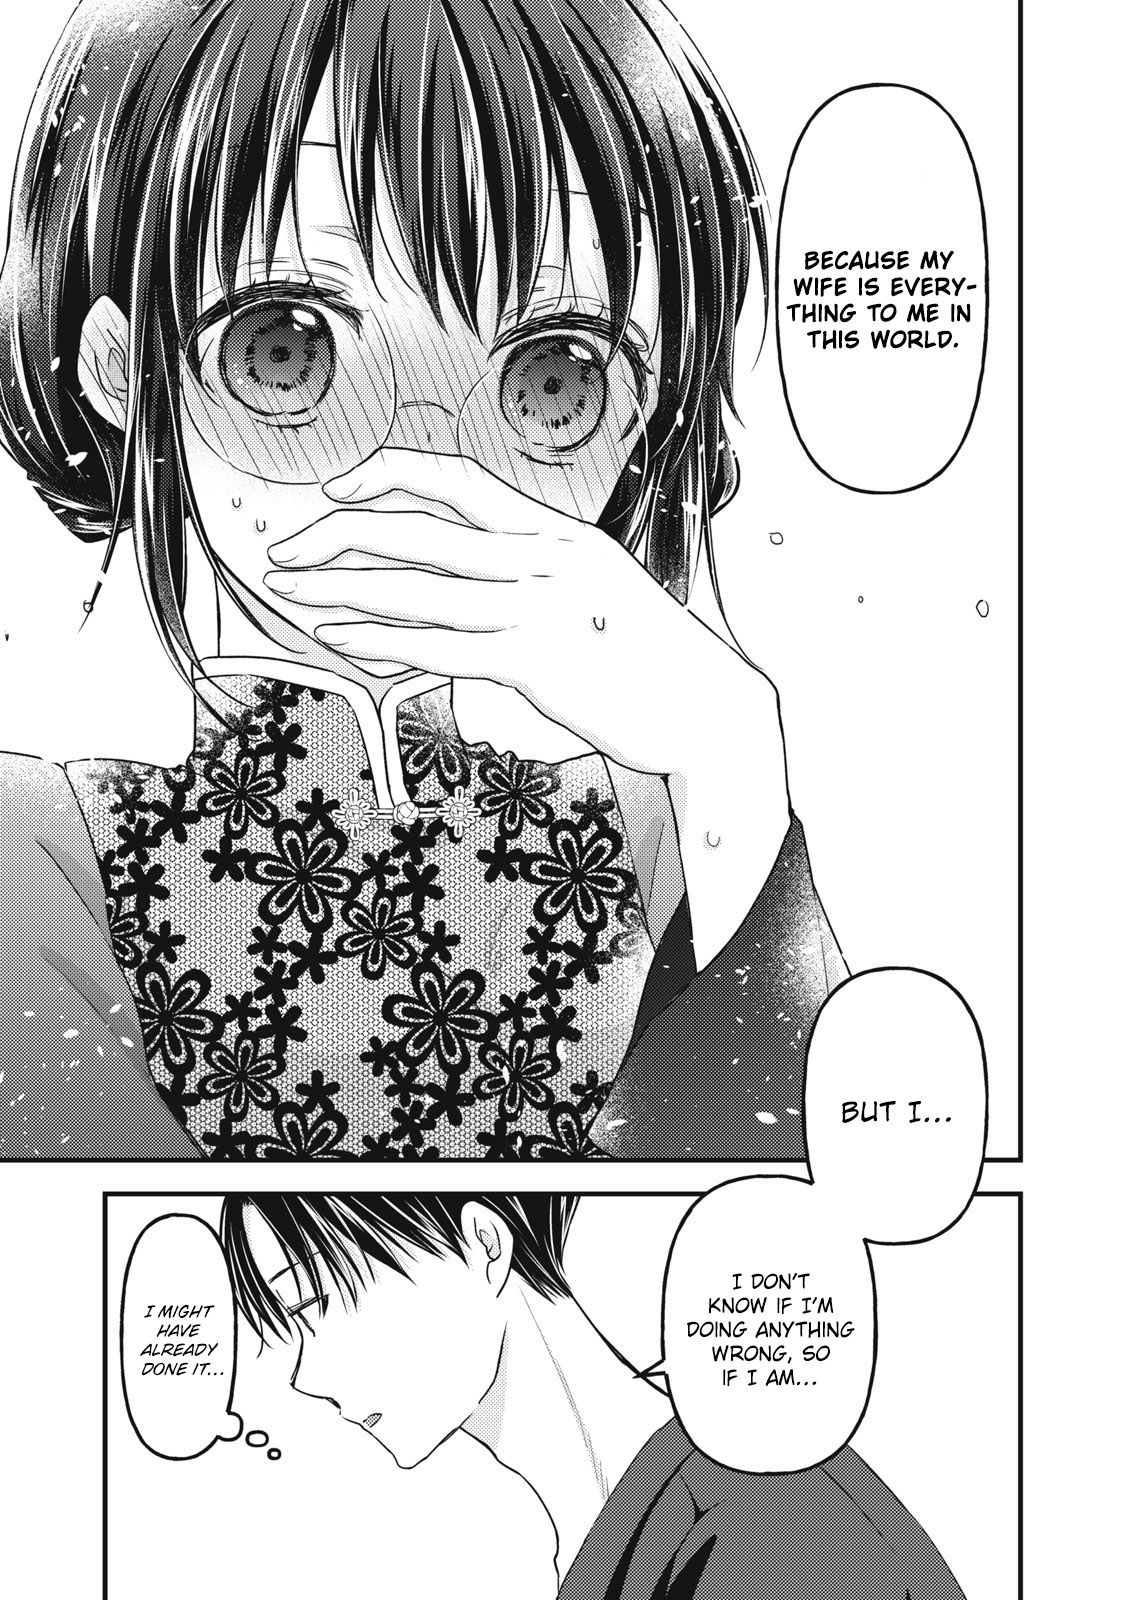 BECAUSE MY
WIFE IS EVERY-
THING TO ME IN
THIS WORLD.
BUT I...
I DON'T
KNOW IF I'M
DOING ANYTHING
WRONG, SO
IF I AM...
I MIGHT
HAVE
ALREADY
DONE IT...